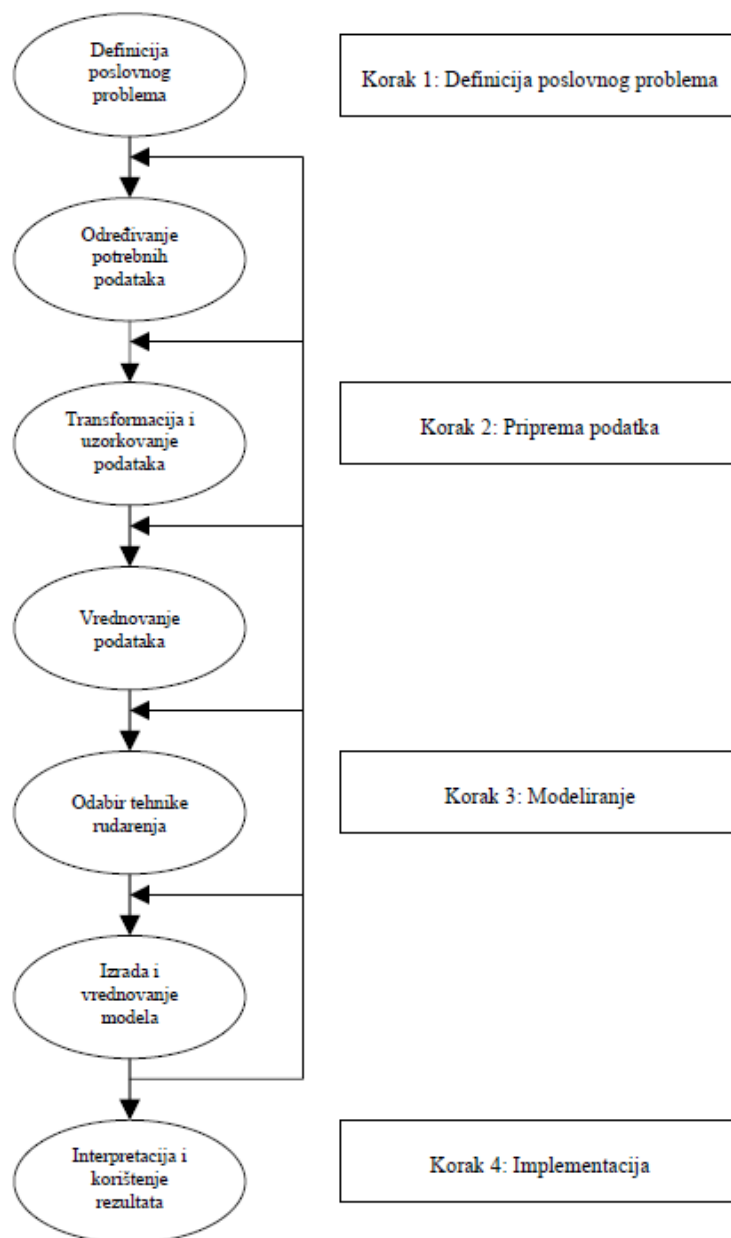 Definicija
poslovnog
problema
Korak 1: Definicija poslovnog problema
Određivanje
potrebnih
podataka
Transformacija i
uzorkovanje
podataka
Korak 2: Priprema podatka
Vrednovanje
podataka
Odabir tehnike
rudarenja
Korak 3: Modeliranje
Izrada i
vrednovanje
modela
Interpretacija i
korištenje
rezultata
Korak 4: Implementacija